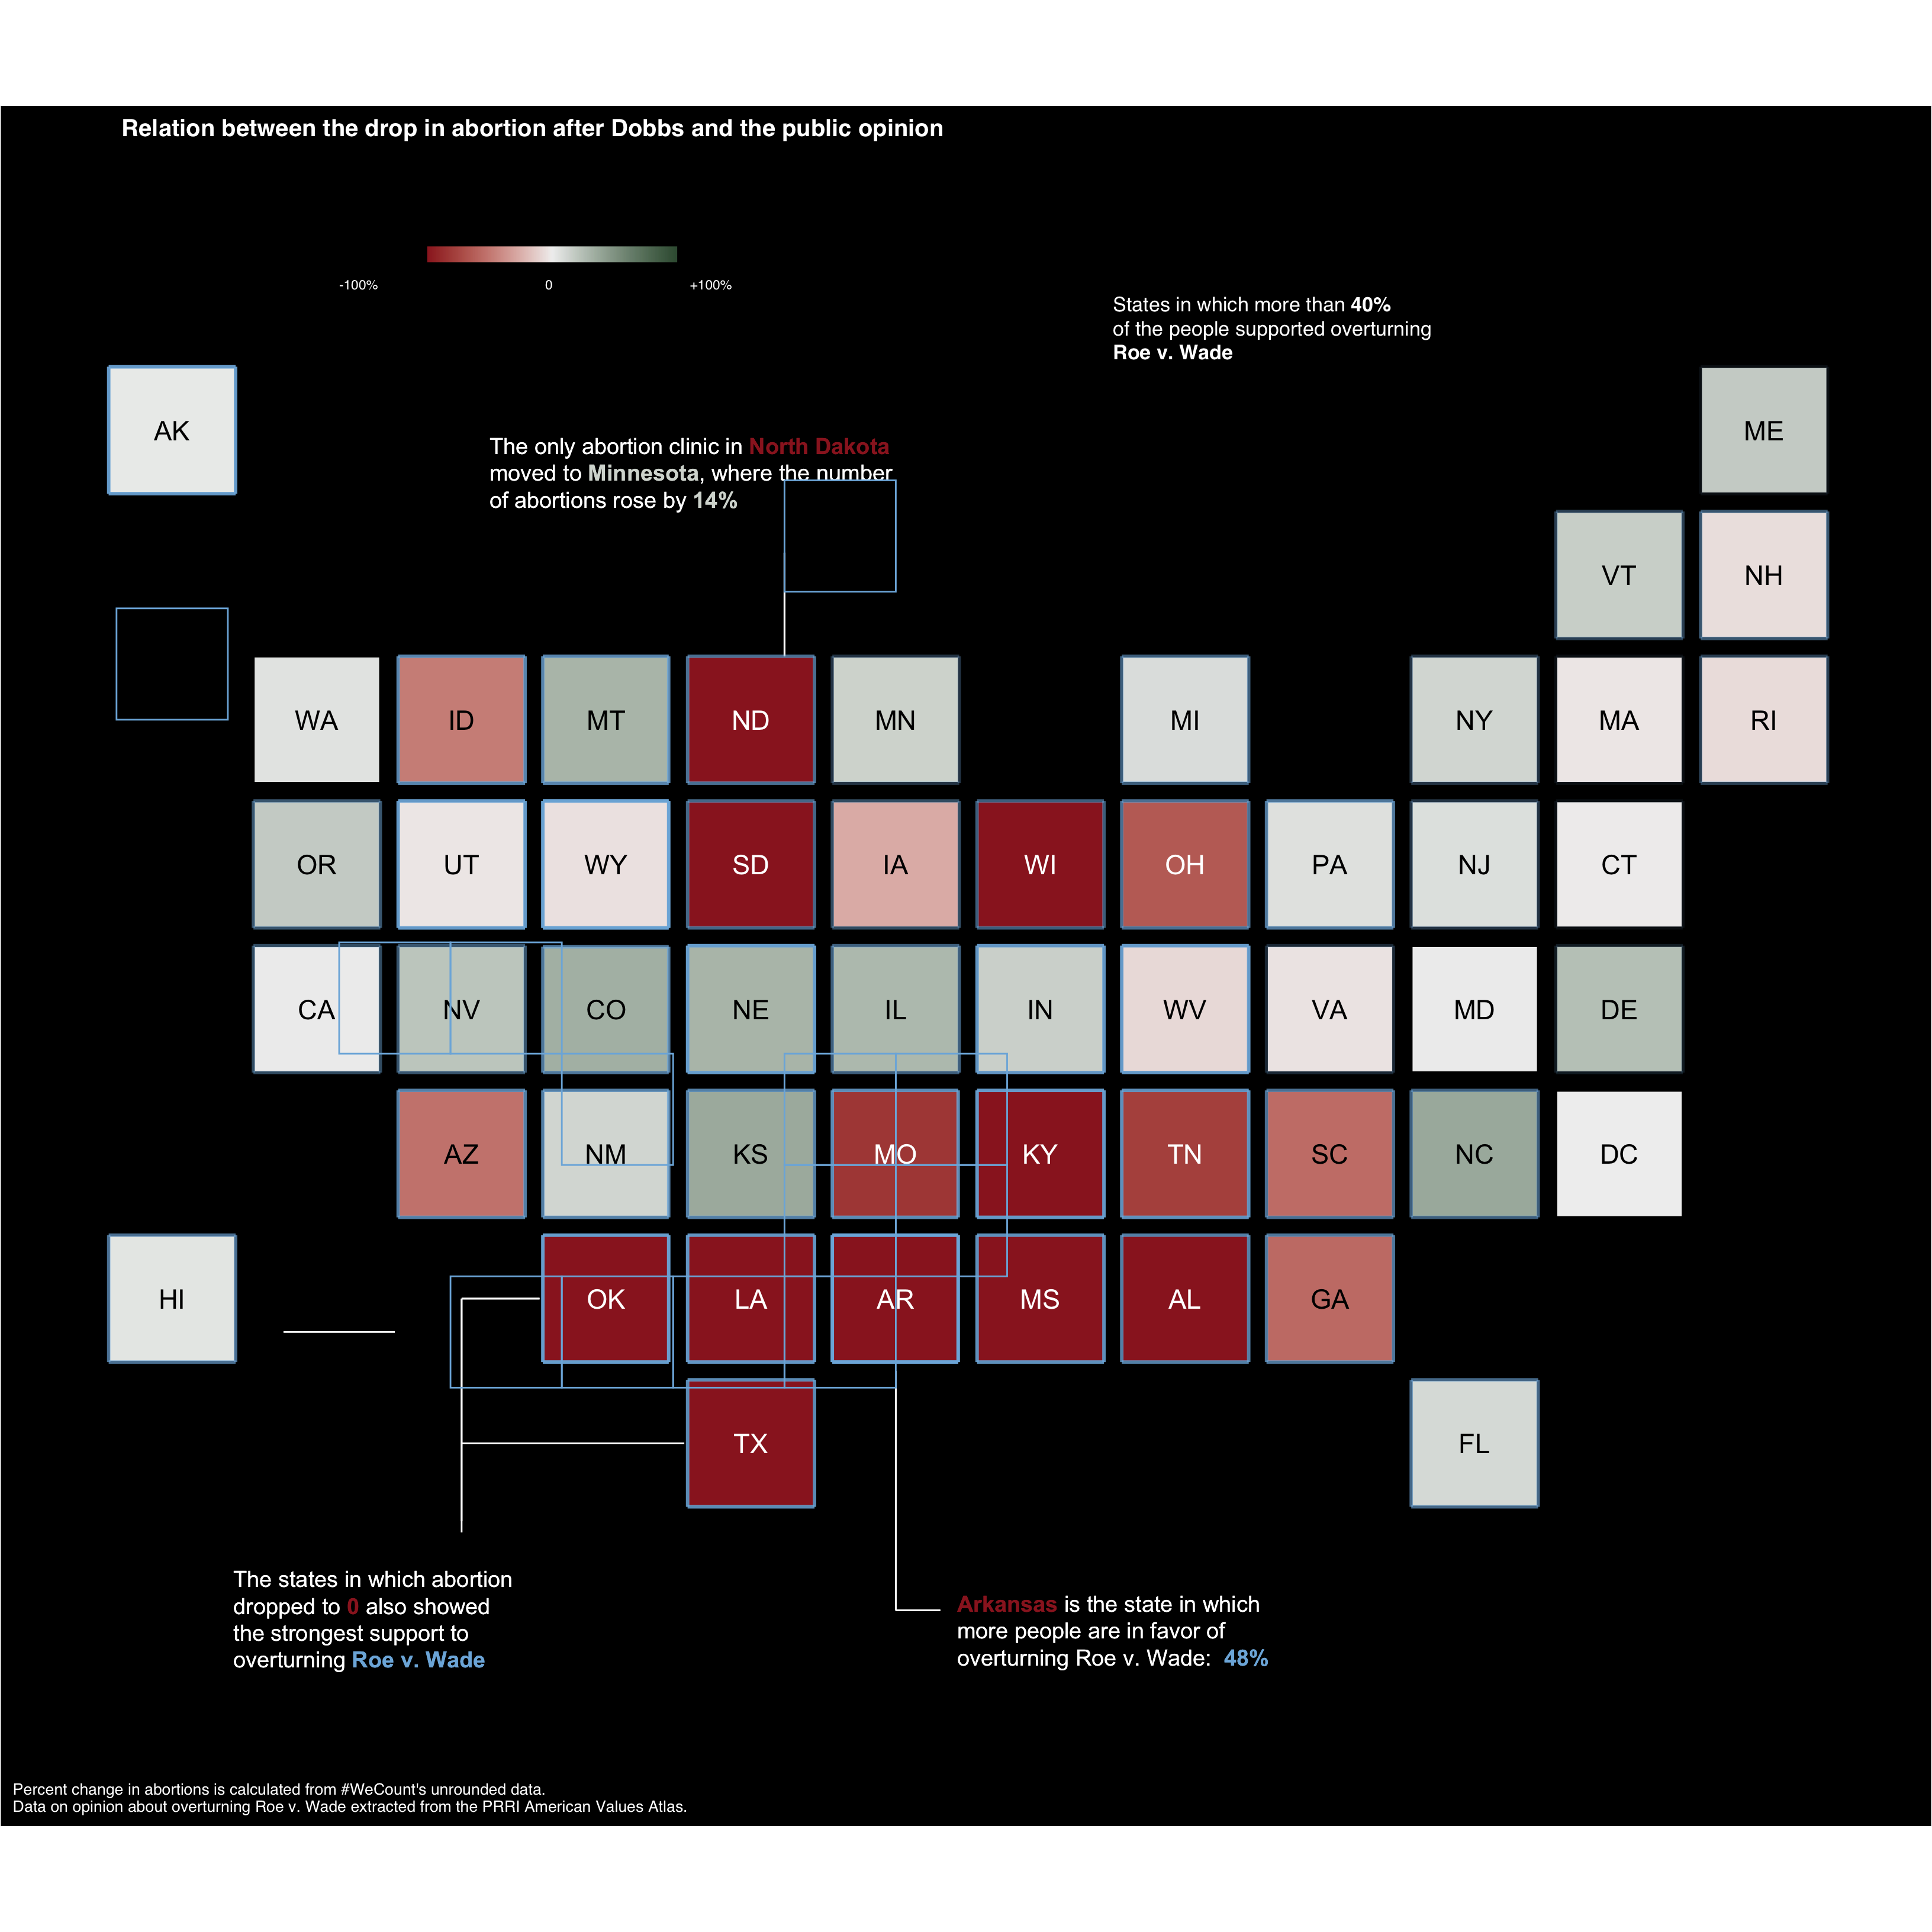 Relation between the drop in abortion after Dobbs and the public opinion
-100% 0 +100%
States in which more than 40%
of the people supported overturning
Roe v. Wade
AK ME
The only abortion clinic in North Dakota
moved to Minnesota, where the number
of abortions rose by 14%
VT NH
WA ID MT ND MN MI NY MA RI
OR UT WY SD IA WI OH PA NJ CT
CA NV CO NE IL IN WV VA MD DE
AZ NM KS MO KY TN SC NC DC
HI OK LA AR MS AL GA
TX FL
The states in which abortion
dropped to 0 also showed
the strongest support to
overturning Roe v. Wade
Arkansas is the state in which
more people are in favor of
overturning Roe v. Wade: 48%
Percent change in abortions is calculated from #WeCount's unrounded data.
Data on opinion about overturning Roe v. Wade extracted from the PRRI American Values Atlas.